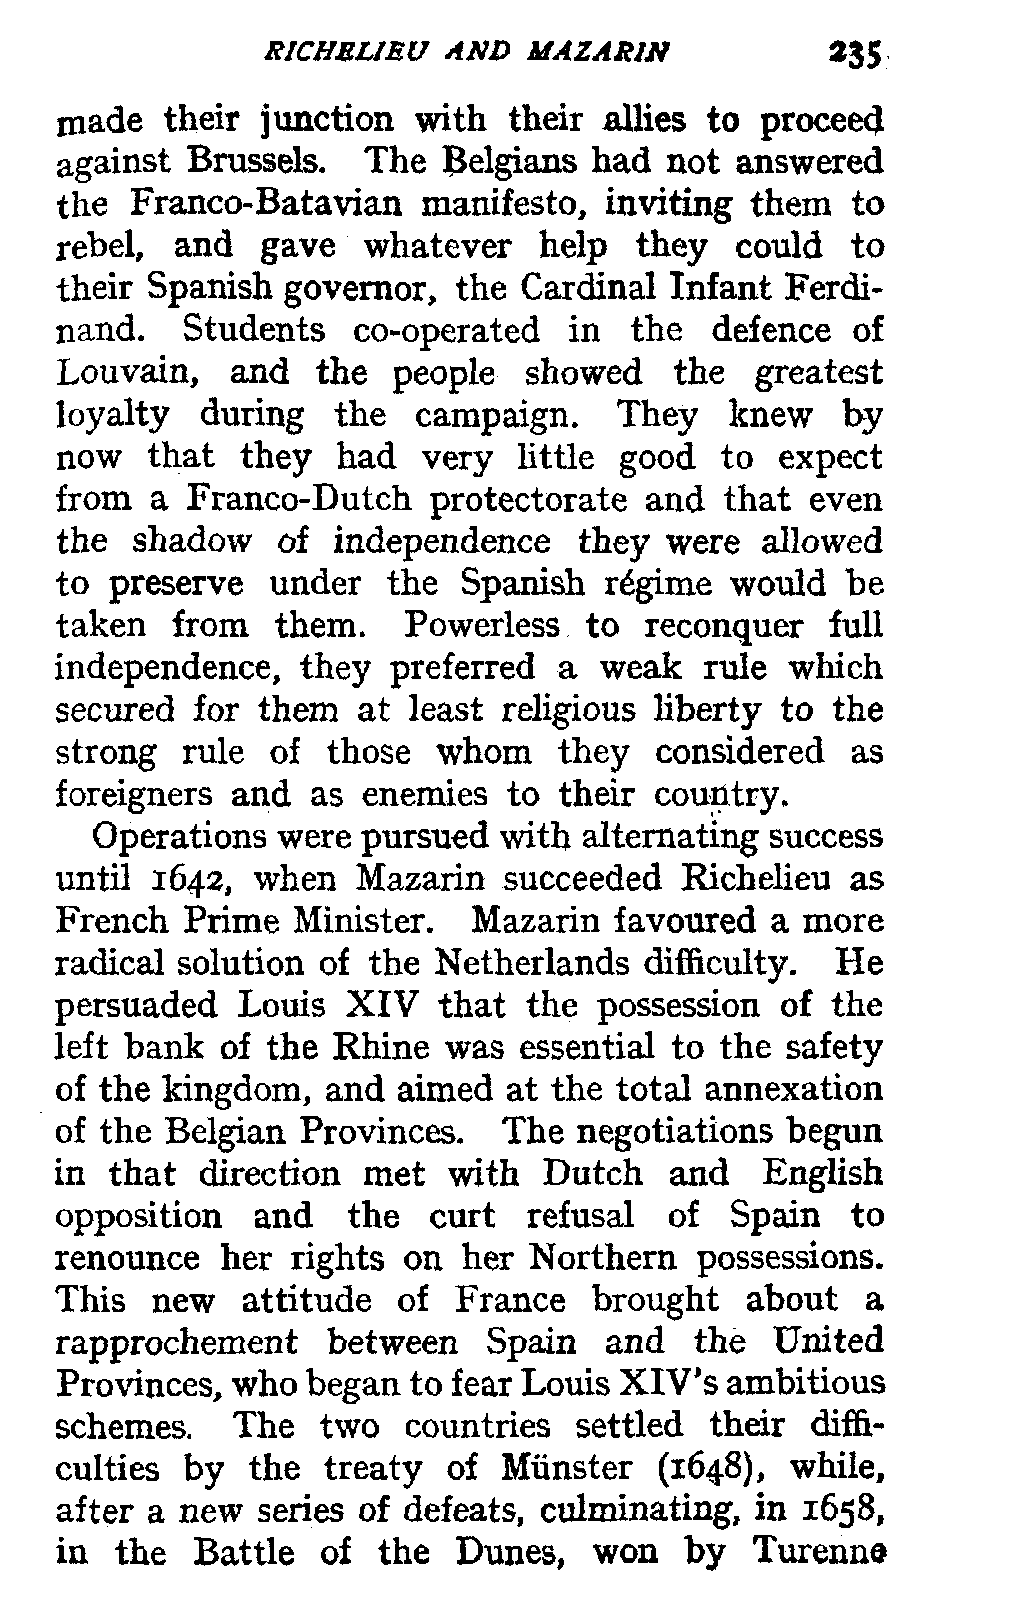 RICHELIEU AND MAZARIN 235
made their junction with their allies to proceed
against Brussels. The Belgians had not answered
the Franco-Batavian manifesto, inviting them to
rebel, and gave whatever help they could to
their Spanish governor, the Cardinal Infant Ferdi-
nand. Students co-operated in the defence of
Louvain, and the people showed the greatest
loyalty during the campaign. They knew by
now that they had very little good to expect
from a Franco-Dutch protectorate and that even
the shadow of independence they were allowed
to preserve under the Spanish régime would be
taken from them. Powerless to reconquer full
independence, they preferred a weak rule which
secured for them at least religious liberty to the
strong rule of those whom they considered as
foreigners and as enemies to their country.
Operations were pursued with alternating success
until 1642, when Mazarin succeeded Richelieu as
French Prime Minister. Mazarin favoured a more
radical solution of the Netherlands difficulty. He
persuaded Louis XIV that the possession of the
left bank of the Rhine was essential to the safety
of the kingdom, and aimed at the total annexation
of the Belgian Provinces. The negotiations begun
in that direction met with Dutch and English
opposition and the curt refusal of Spain to
renounce her rights on her Northern possessions.
This new attitude of France brought about a
rapprochement between Spain and the United
Provinces, who began to fear Louis XIV's ambitious
schemes. The two countries settled their diffi-
culties by the treaty of Münster (1648), while,
after a new series of defeats, culminating, in 1658,
in the Battle of the Dunes, won by Turenne